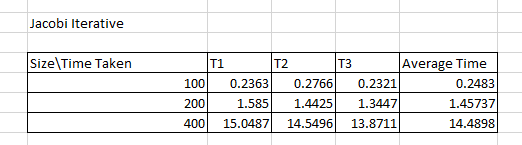 Jacobi Iterative
Size\Time Taken T1 T2 T3 Average Time
100 0.2363 0.2766 0.2321 0.2483
200 1.585 1.4425 1.3447 1.45737
400 15.0487 14.5496 13.8711 14.4898